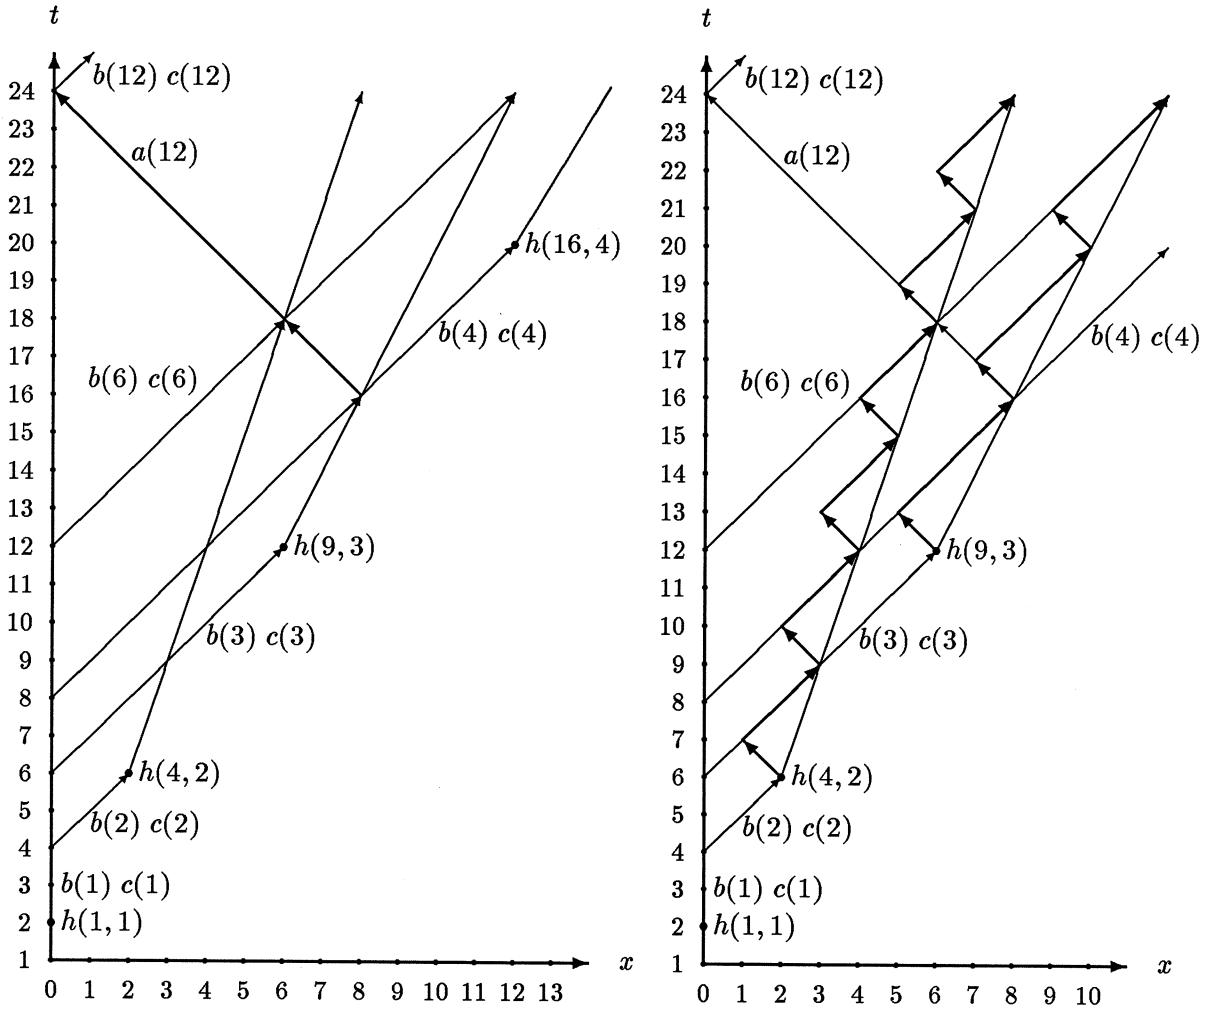 t
24
b(12) c(12)
23
a(12)
22
21
20
h(16, 4)
19
18
b(4) c(4)
17
b(6) c(6)
16
15
14
13
12
h(9, 3)
11
10
b(3) c(3)
9
8
7
6
h(4, 2)
5
b(2) c(2)
4
3
b(1) c(1)
2
h(1, 1)
1
x
0 1 2 3 4 5 6 7 8 9 10 11 12 13
t
24
b(12) c(12)
23
a(12)
22
21
20
19
18
b(4) c(4)
17
b(6) c(6)
16
15
14
13
12
h(9, 3)
11
10
b(3) c(3)
9
8
7
6
h(4, 2)
5
b(2) c(2)
4
3
b(1) c(1)
2
h(1, 1)
1
x
0 1 2 3 4 5 6 7 8 9 10